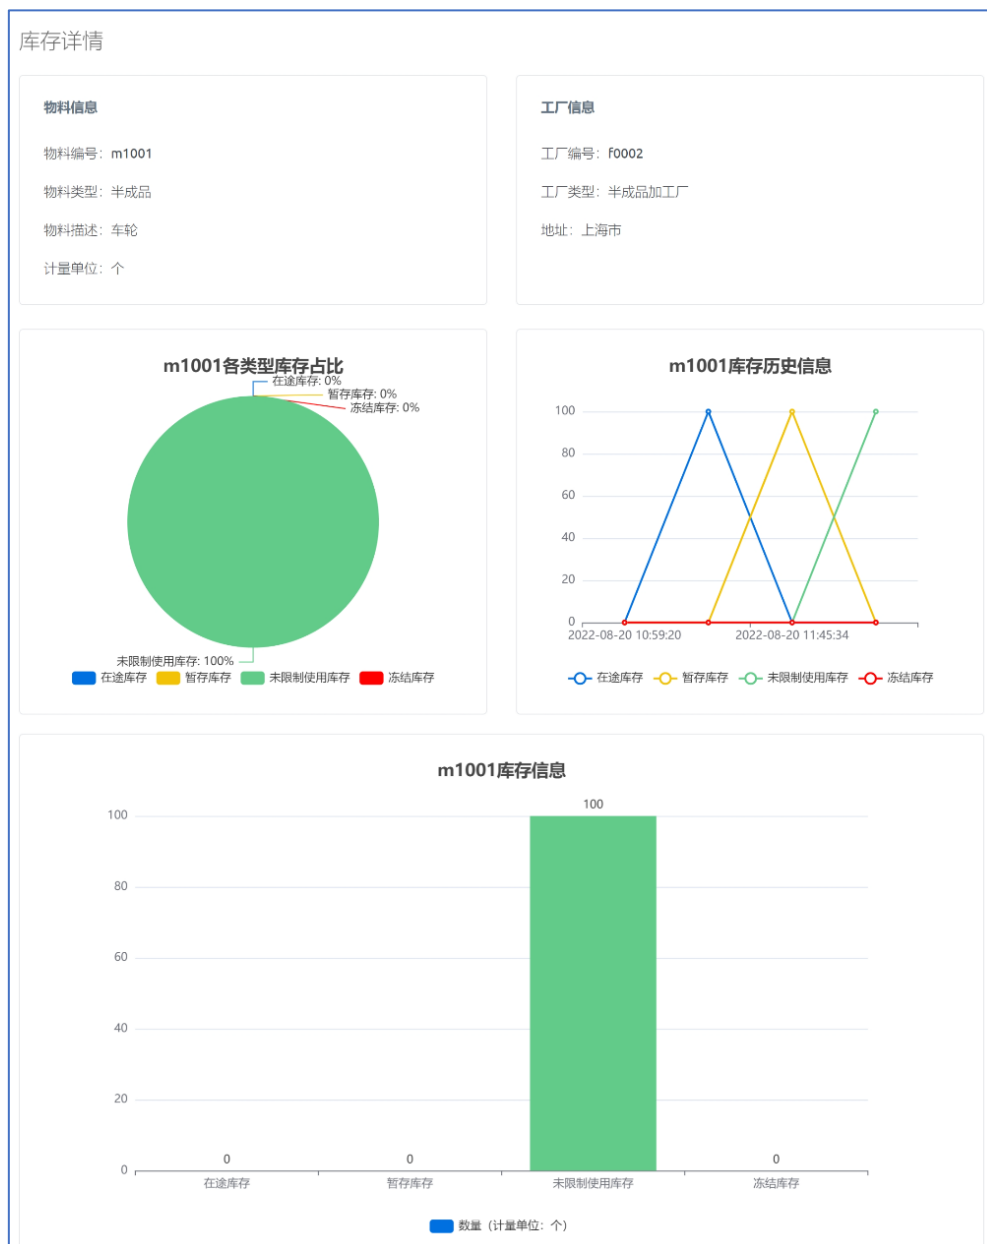 库存详情
物料信息
物料编号：m1001
物料类型：半成品
物料描述：车轮
计量单位：个
工厂信息
工厂编号：f0002
工厂类型：半成品加工厂
地址：上海市
m1001各类型库存占比
在途库存: 0%
暂存库存: 0%
冻结库存: 0%
未限制使用库存: 100%
在途库存 暂存库存 未限制使用库存 冻结库存
m1001库存历史信息
100
80
60
40
20
0
2022-08-20 10:59:20 2022-08-20 11:45:34
在途库存 暂存库存 未限制使用库存 冻结库存
m1001库存信息
100
100
80
60
40
20
0
0 0 0
在途库存 暂存库存 未限制使用库存 冻结库存
数量（计量单位：个）